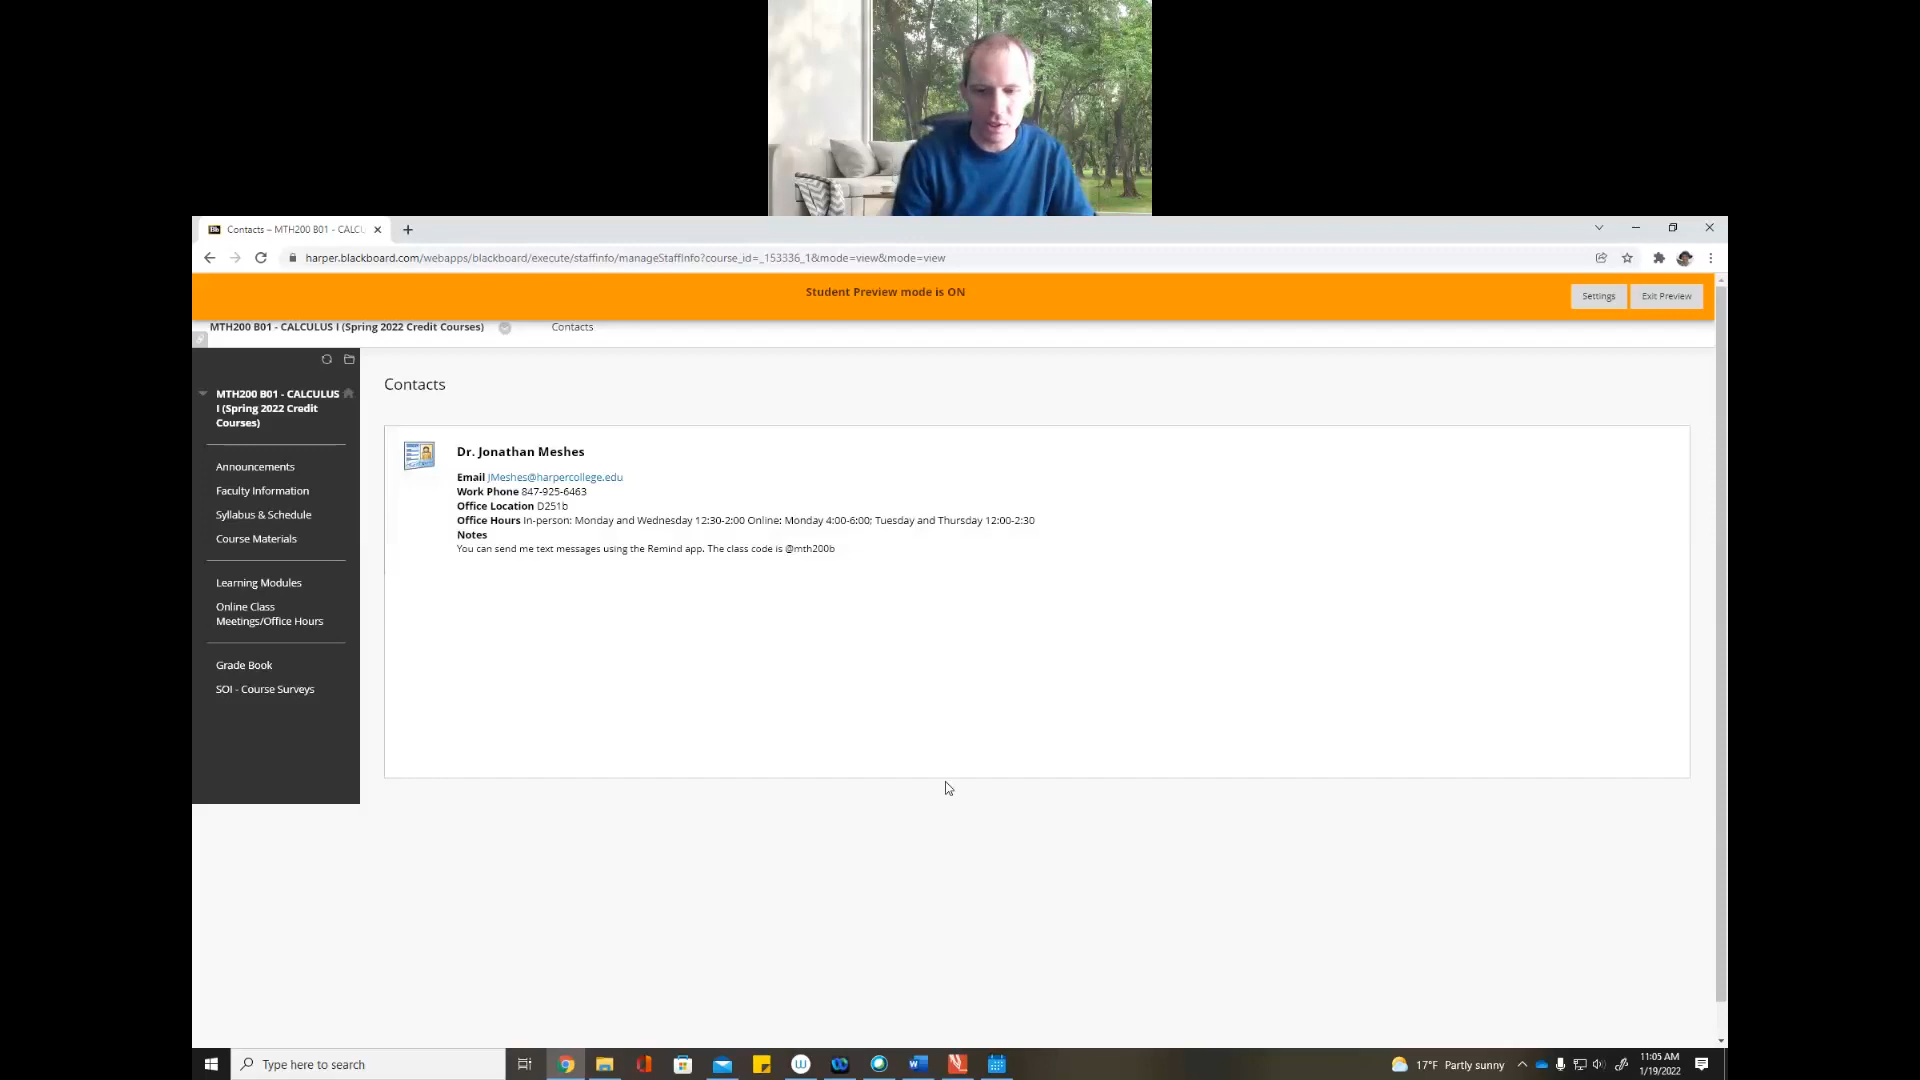 Contacts – MTH200 B01 - CALCU
harper.blackboard.com/webapps/blackboard/execute/staffinfo/manageStaffInfo?course_id=_153336_1&mode=view&mode=view
Student Preview mode is ON
Settings
Exit Preview
MTH200 B01 - CALCULUS I (Spring 2022 Credit Courses)
Contacts
MTH200 B01 - CALCULUS
I (Spring 2022 Credit
Courses)
Announcements
Faculty Information
Syllabus & Schedule
Course Materials
Learning Modules
Online Class
Meetings/Office Hours
Grade Book
SOI - Course Surveys
Contacts
Dr. Jonathan Meshes
Email JMeshes@harpercollege.edu
Work Phone 847-925-6463
Office Location D251b
Office Hours In-person: Monday and Wednesday 12:30-2:00 Online: Monday 4:00-6:00; Tuesday and Thursday 12:00-2:30
Notes
You can send me text messages using the Remind app. The class code is @mth200b
Type here to search
17°F Partly sunny
11:05 AM
1/19/2022